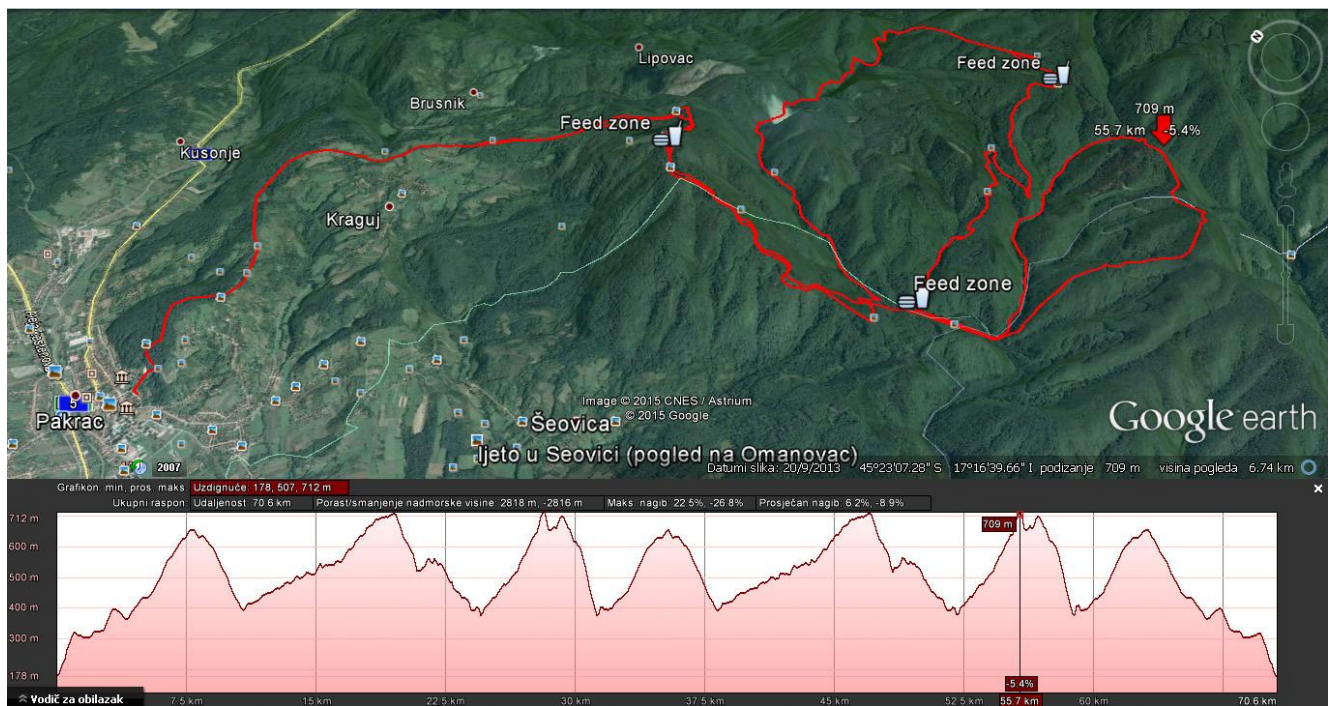 Lipovac
Feed zone
Brusnik
709 m
Feed zone
55.7 km
-5.4%
Kusonje
Kraguj
Feed zone
5
Pakrac
Image © 2015 CNES / Astrium
© 2015 Google
Google earth
Šeovica
ljeto u Seovici (pogled na Omanovac)
2007
Datumi slika: 20/9/2013 45°23'07.28" S 17°16'39.66" I podizanje 709 m visina pogleda 6.74 km
Grafikon: min, pros. maks Uzdignuće: 178, 507, 712 m
Ukupni raspon: Udaljenost: 70.6 km Porast/smanjenje nadmorske visine: 2818 m, -2816 m Maks. nagib: 22.5%, -26.8% Prosječan nagib: 6.2%, -8.9%
712 m
709 m
600 m
500 m
400 m
300 m
178 m
-5.4%
Vodič za obilazak
7.5 km 15 km 22.5 km 30 km 37.5 km 45 km 52.5 km 55.7 km 60 km 70.6 km